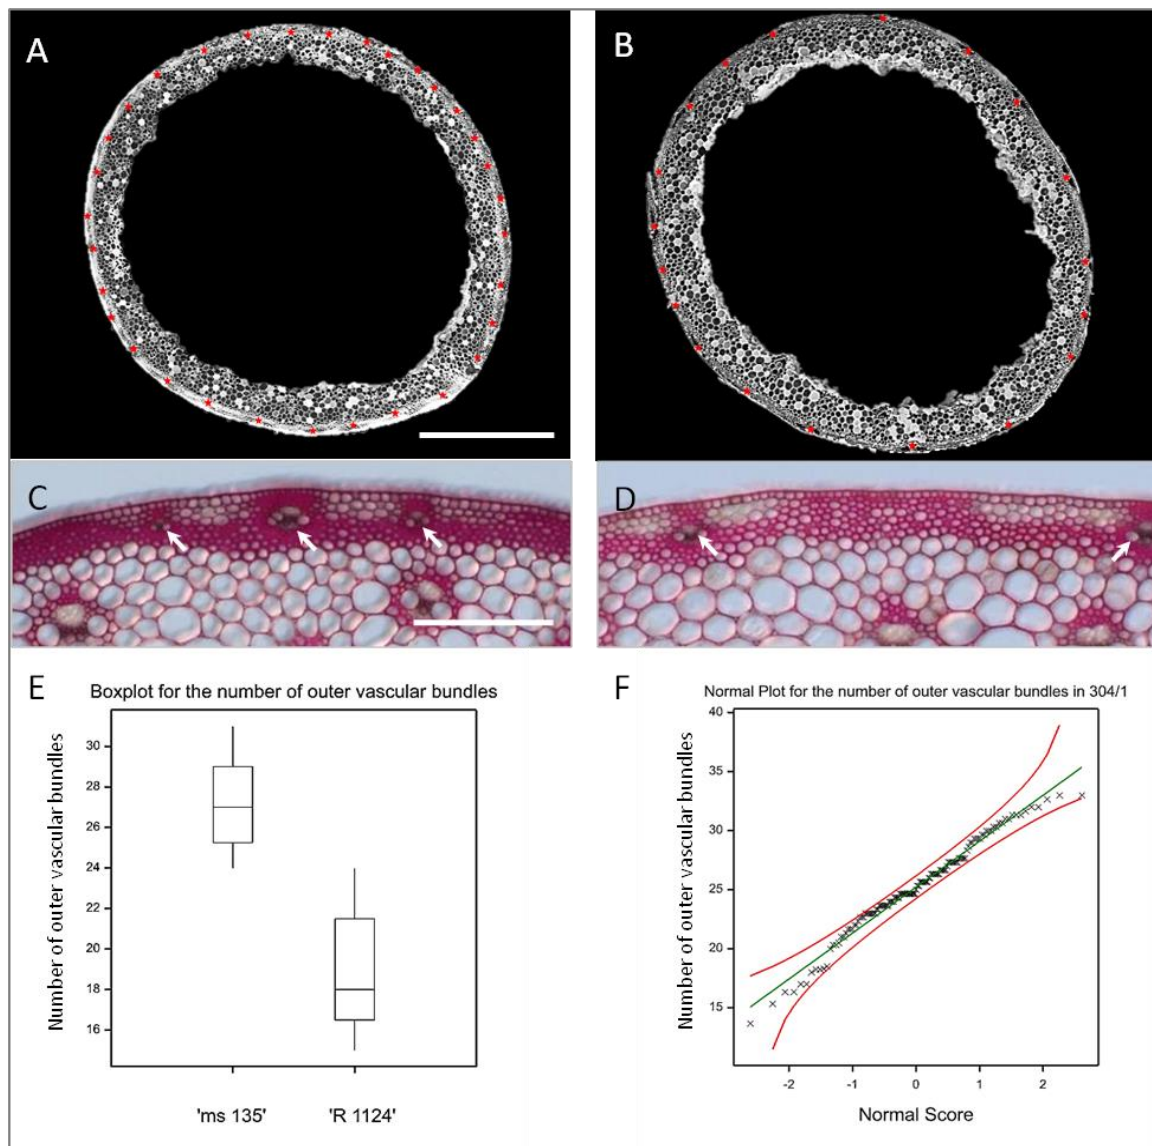 A
B
C
D
E
F
Boxplot for the number of outer vascular bundles
Number of outer vascular bundles
30
28
26
24
22
20
18
16
'ms 135'
'R 1124'
Normal Plot for the number of outer vascular bundles in 304/1
Number of outer vascular bundles
40
35
30
25
20
15
-2
-1
0
1
2
Normal Score